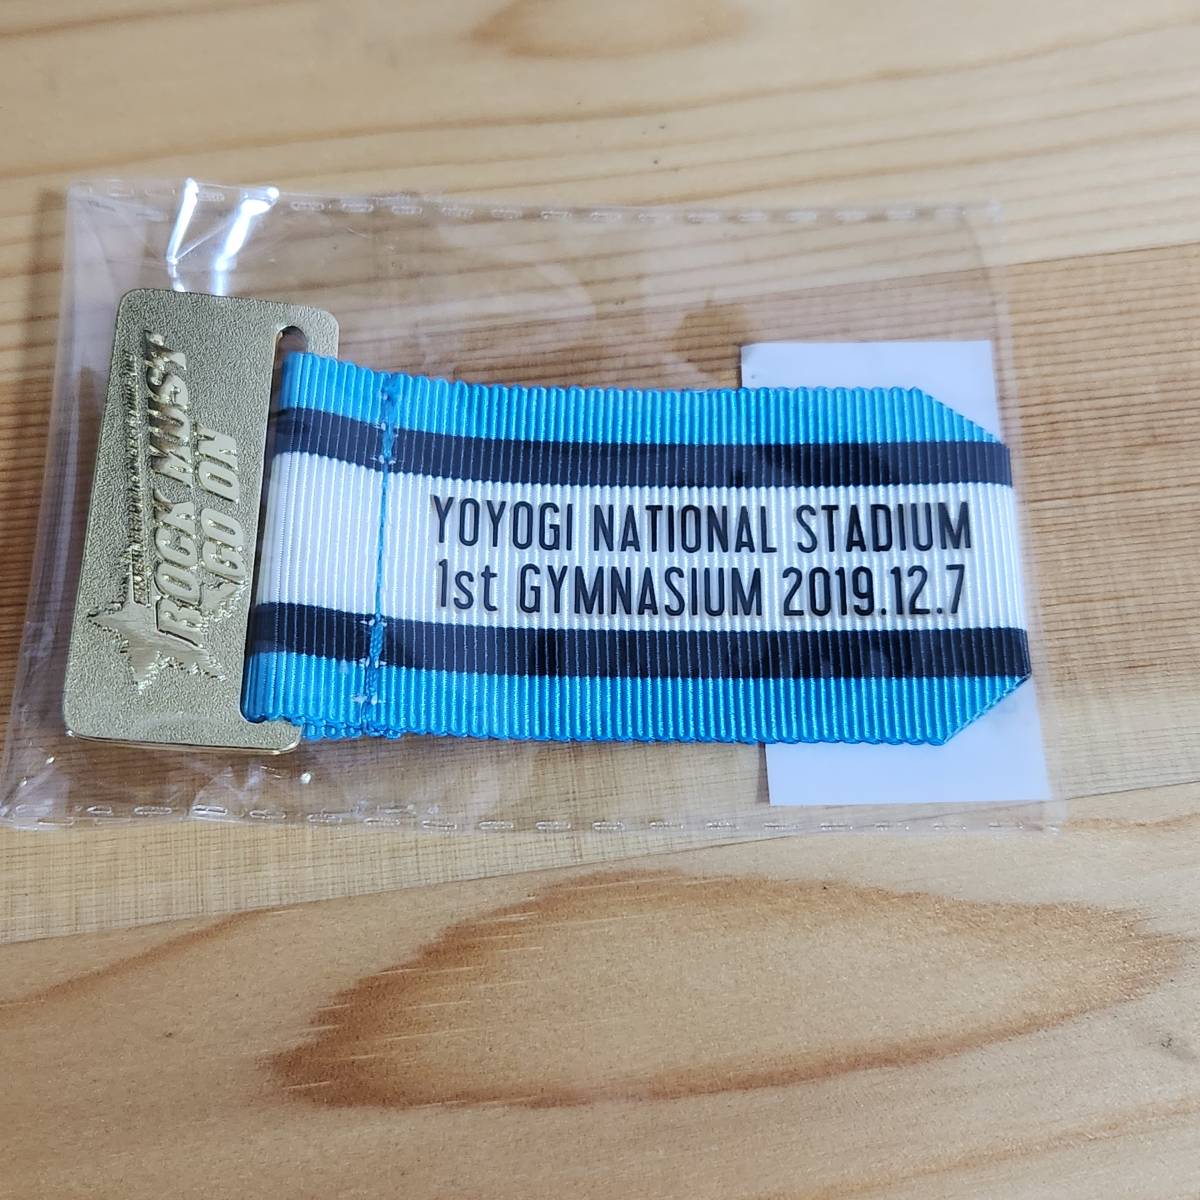 ROCK MUST
GO ON
YOYOGI NATIONAL STADIUM
1st GYMNASIUM 2019.12.7